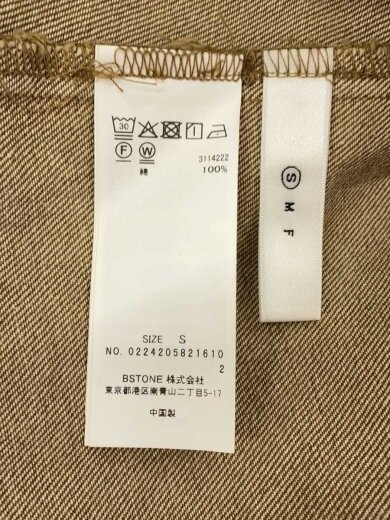 30
F W
3114222
綿 100%
SIZE S
NO. 0224205821610
2
BSTONE 株式会社
東京都港区南青山二丁目5-17
中国製
S M F